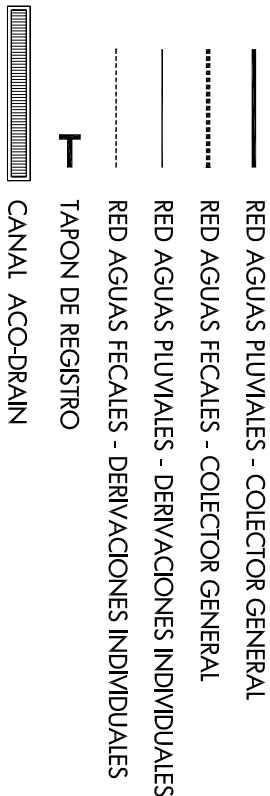 RED AGUAS PLUVIALES - COLECTOR GENERAL
RED AGUAS FECALES - COLECTOR GENERAL
RED AGUAS PLUVIALES - DERIVACIONES INDIVIDUALES
RED AGUAS FECALES - DERIVACIONES INDIVIDUALES
TAPON DE REGISTRO
CANAL ACO-DRAIN